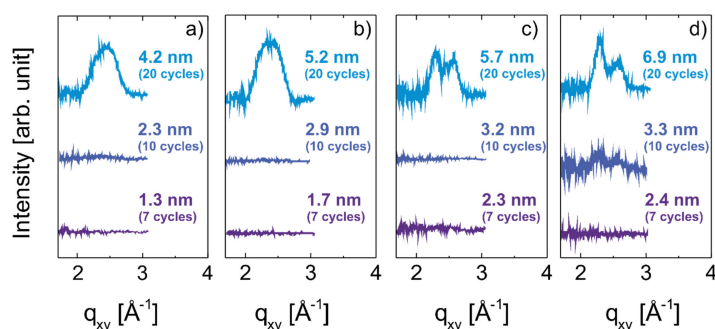 Intensity [arb. unit]
a)
4.2 nm
(20 cycles)
2.3 nm
(10 cycles)
1.3 nm
(7 cycles)
2 3 4
q_xy [Å⁻¹]
b)
5.2 nm
(20 cycles)
2.9 nm
(10 cycles)
1.7 nm
(7 cycles)
2 3 4
q_xy [Å⁻¹]
c)
5.7 nm
(20 cycles)
3.2 nm
(10 cycles)
2.3 nm
(7 cycles)
2 3 4
q_xy [Å⁻¹]
d)
6.9 nm
(20 cycles)
3.3 nm
(10 cycles)
2.4 nm
(7 cycles)
2 3 4
q_xy [Å⁻¹]